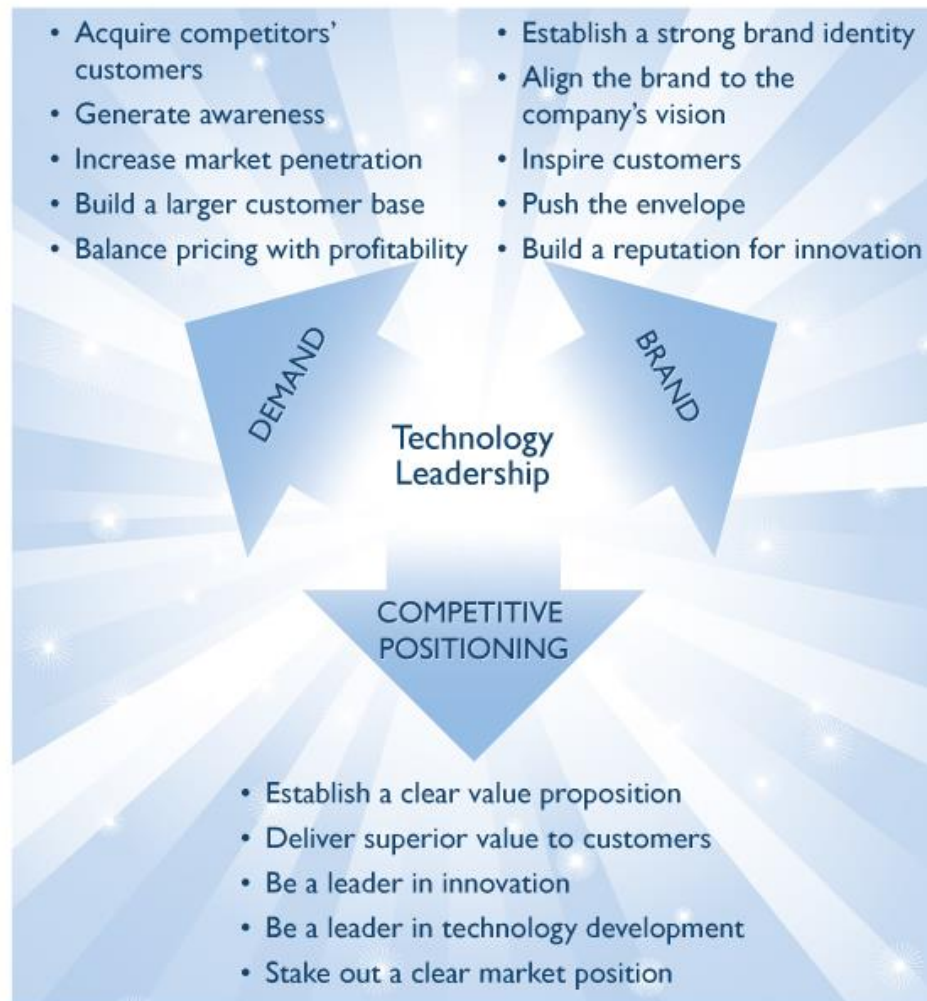 • Acquire competitors'
customers
• Generate awareness
• Increase market penetration
• Build a larger customer base
• Balance pricing with profitability
• Establish a strong brand identity
• Align the brand to the
company's vision
• Inspire customers
• Push the envelope
• Build a reputation for innovation
DEMAND
BRAND
Technology
Leadership
COMPETITIVE
POSITIONING
• Establish a clear value proposition
• Deliver superior value to customers
• Be a leader in innovation
• Be a leader in technology development
• Stake out a clear market position